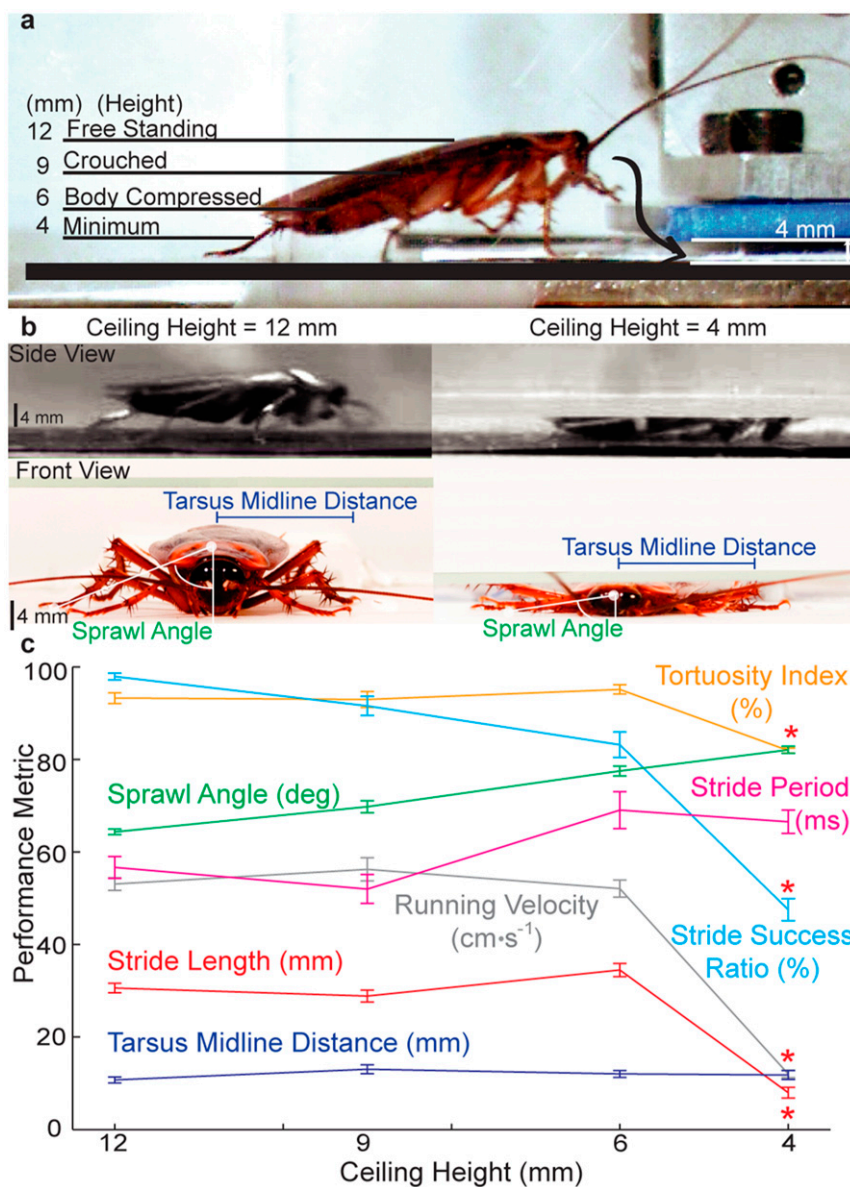 a
(mm) (Height)
12 Free Standing
9 Crouched
6 Body Compressed
4 Minimum
4 mm
b
Ceiling Height = 12 mm
Ceiling Height = 4 mm
Side View
4 mm
Front View
Tarsus Midline Distance
Tarsus Midline Distance
4 mm
Sprawl Angle
Sprawl Angle
c
100
80
60
40
20
0
Performance Metric
Tortuosity Index
(%)
*
Sprawl Angle (deg)
Stride Period
(ms)
Running Velocity
(cm·s⁻¹)
*
Stride Success
Ratio (%)
Stride Length (mm)
Tarsus Midline Distance (mm)
*
*
12 9 6 4
Ceiling Height (mm)